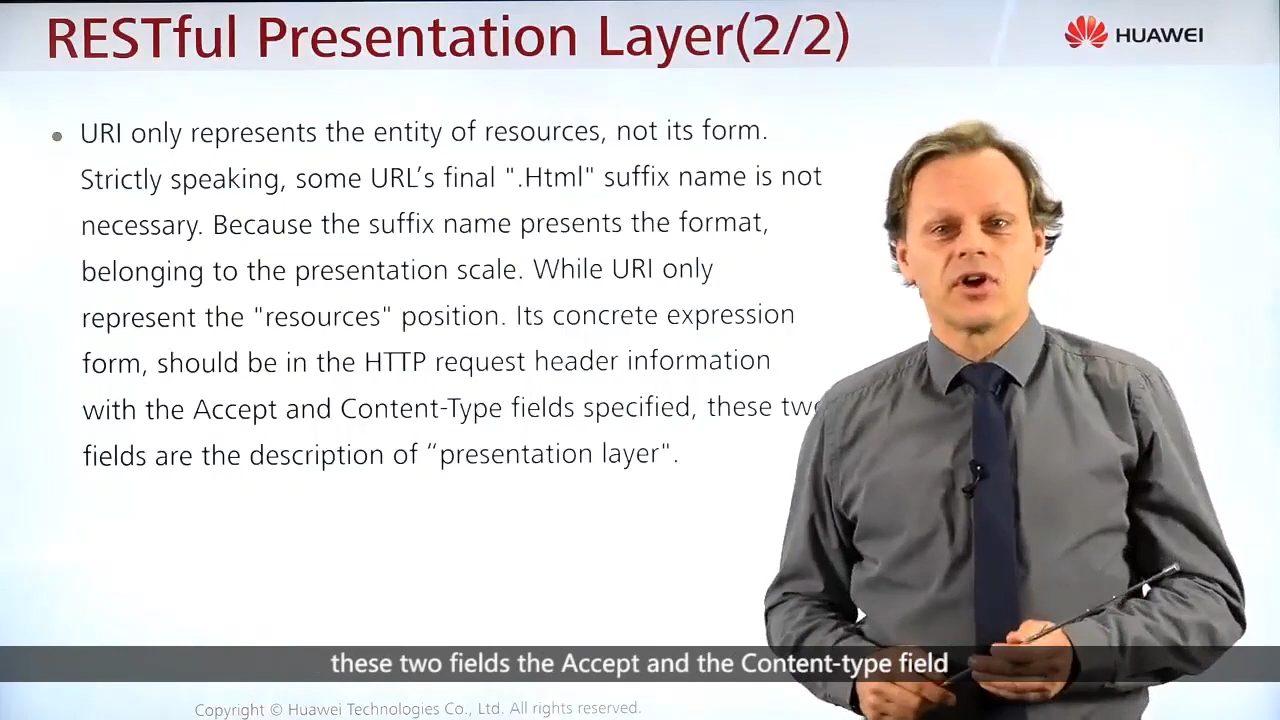 RESTful Presentation Layer(2/2)
HUAWEI
URI only represents the entity of resources, not its form.
Strictly speaking, some URL’s final ".Html" suffix name is not
necessary. Because the suffix name presents the format,
belonging to the presentation scale. While URI only
represent the "resources" position. Its concrete expression
form, should be in the HTTP request header information
with the Accept and Content-Type fields specified, these two
fields are the description of “presentation layer".
these two fields the Accept and the Content-type field
Copyright © Huawei Technologies Co., Ltd. All rights reserved.